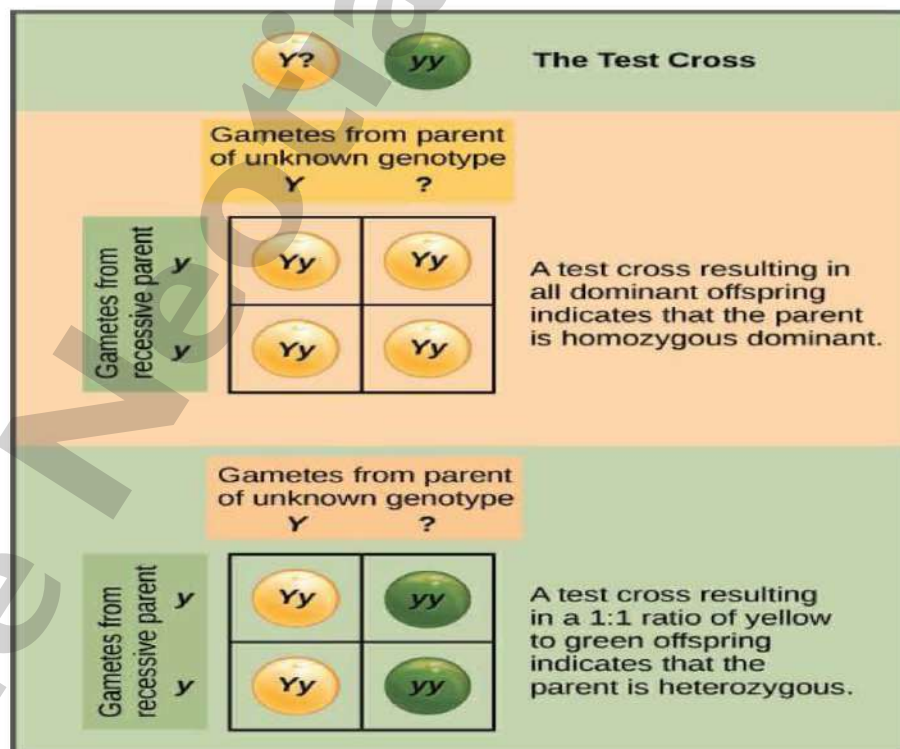 Y? yy The Test Cross
Gametes from parent
of unknown genotype
Y ?
Gametes from
recessive parent
y Yy Yy
y Yy Yy
A test cross resulting in
all dominant offspring
indicates that the parent
is homozygous dominant.
Gametes from parent
of unknown genotype
Y ?
Gametes from
recessive parent
y Yy yy
y Yy yy
A test cross resulting
in a 1:1 ratio of yellow
to green offspring
indicates that the
parent is heterozygous.